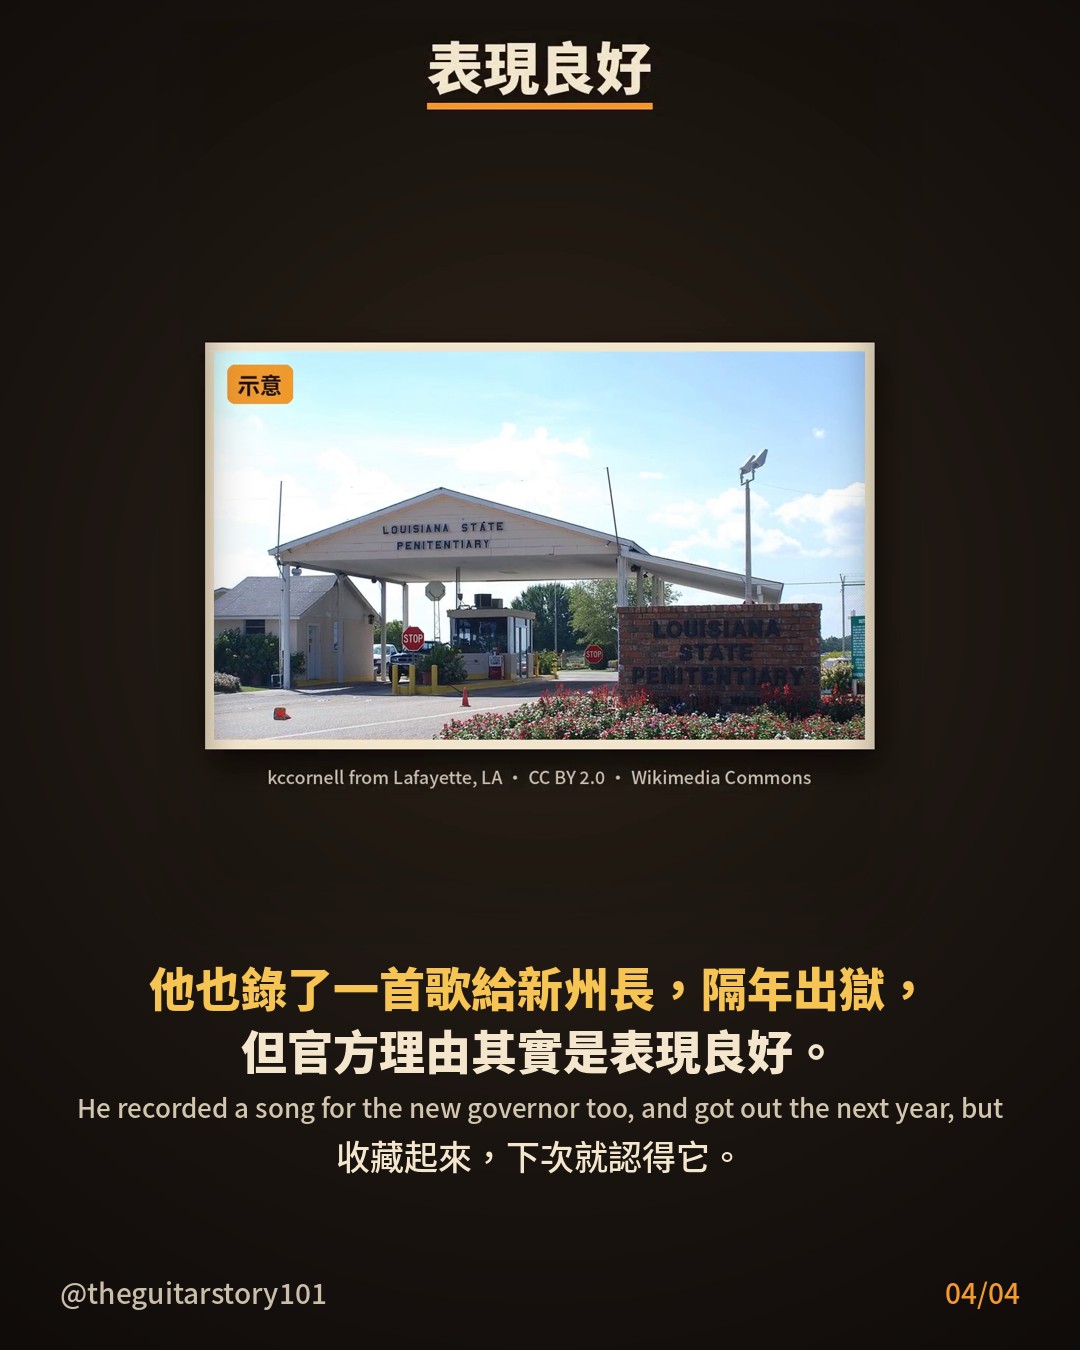 表現良好
示意
LOUISIANA STATE
PENITENTIARY
STOP
STOP
LOUISIANA
STATE
PENITENTIARY
kccornell from Lafayette, LA • CC BY 2.0 • Wikimedia Commons
他也錄了一首歌給新州長，隔年出獄，
但官方理由其實是表現良好。
He recorded a song for the new governor too, and got out the next year, but
收藏起來，下次就認得它。
@theguitarstory101
04/04